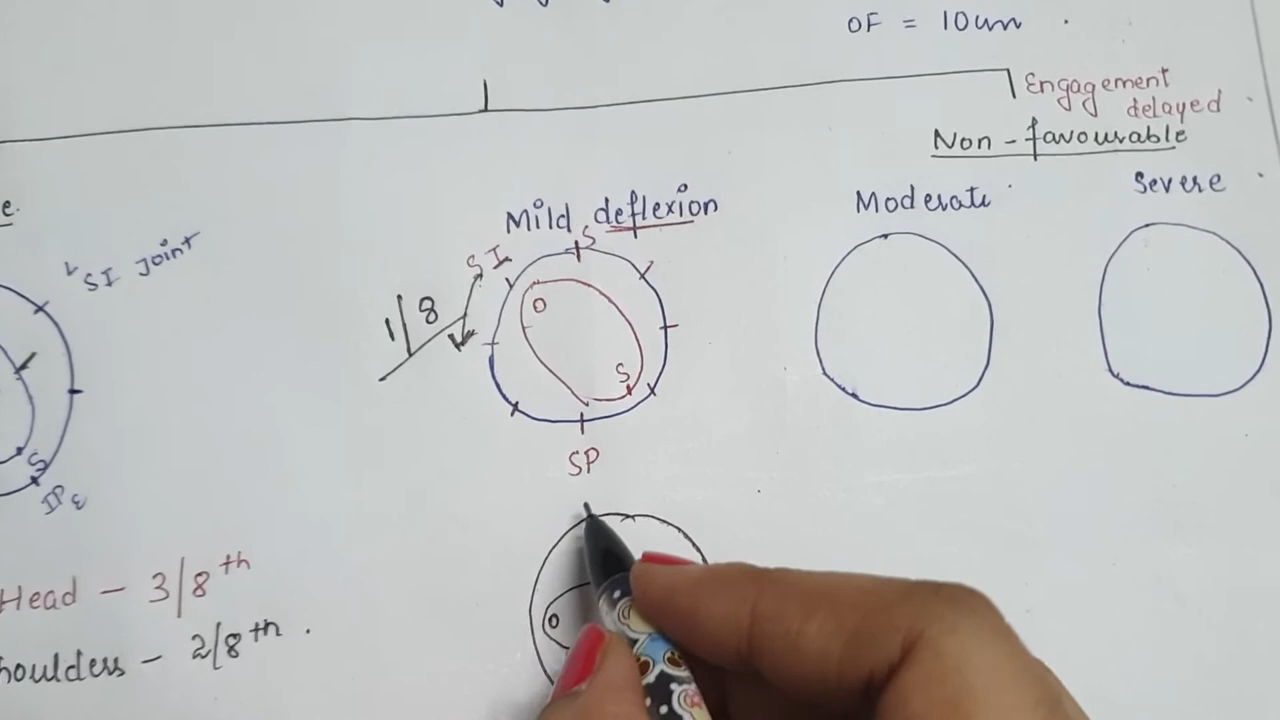 OF = 10cm
Engagement
delayed
Non - favourable
Mild deflexion
Moderate
Severe
SI Joint
1/8
SI
S
O
S
SP
S
O
Head - 3/8th
houlders - 2/8th.